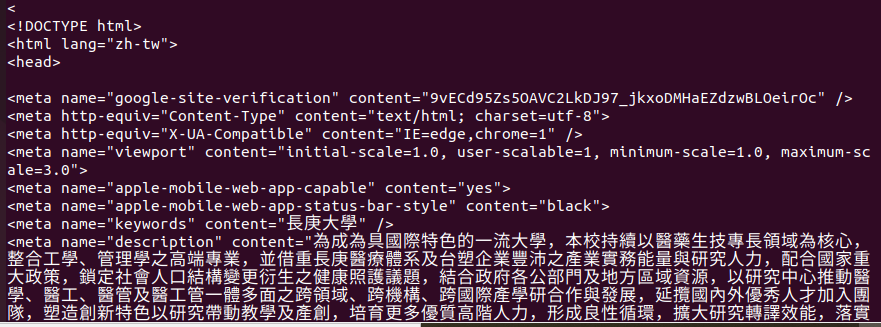 <
<!DOCTYPE html>
<html lang="zh-tw">
<head>
<meta name="google-site-verification" content="9vECd95Zs5OAVC2LkDJ97_jkxoDMHaEZdzwBLOeirOc" />
<meta http-equiv="Content-Type" content="text/html; charset=utf-8">
<meta http-equiv="X-UA-Compatible" content="IE=edge,chrome=1" />
<meta name="viewport" content="initial-scale=1.0, user-scalable=1, minimum-scale=1.0, maximum-sc
ale=3.0">
<meta name="apple-mobile-web-app-capable" content="yes">
<meta name="apple-mobile-web-app-status-bar-style" content="black">
<meta name="keywords" content="長庚大學" />
<meta name="description" content="為成為具國際特色的一流大學，本校持續以醫藥生技專長領域為核心，
整合工學、管理學之高端專業，並借重長庚醫療體系及台塑企業豐沛之產業實務能量與研究人力，配合國家重
大政策，鎖定社會人口結構變更衍生之健康照護議題，結合政府各公部門及地方區域資源，以研究中心推動醫
學、醫工、醫管及醫工管一體多面之跨領域、跨機構、跨國際產學研合作與發展，延攬國內外優秀人才加入團
隊，塑造創新特色以研究帶動教學及產創，培育更多優質高階人力，形成良性循環，擴大研究轉譯效能，落實